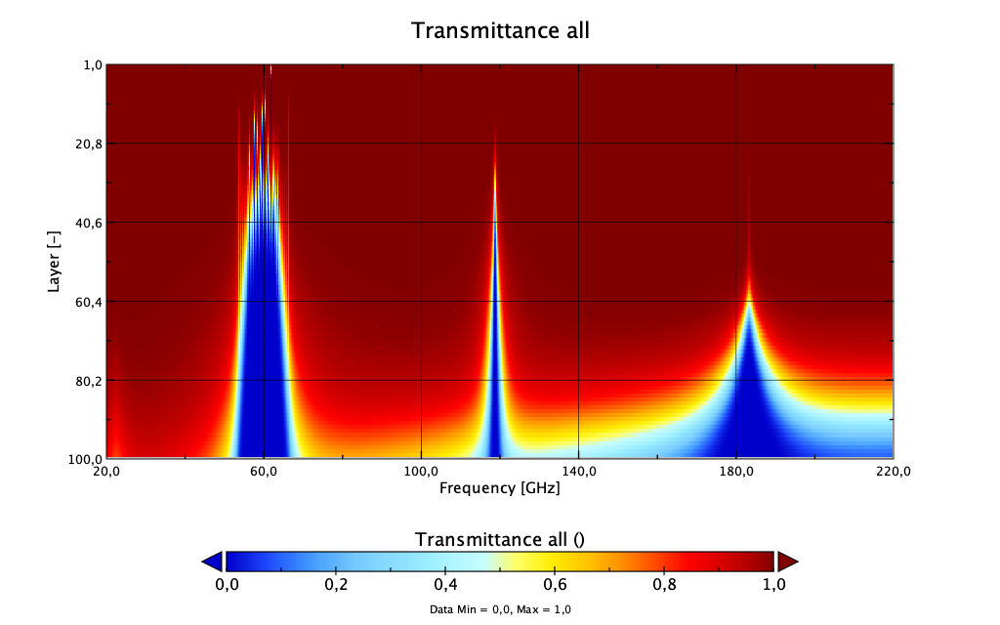 Transmittance all
1,0
20,8
40,6
60,4
80,2
100,0
Layer [-]
20,0 60,0 100,0 140,0 180,0 220,0
Frequency [GHz]
Transmittance all ()
0,0 0,2 0,4 0,6 0,8 1,0
Data Min = 0,0, Max = 1,0